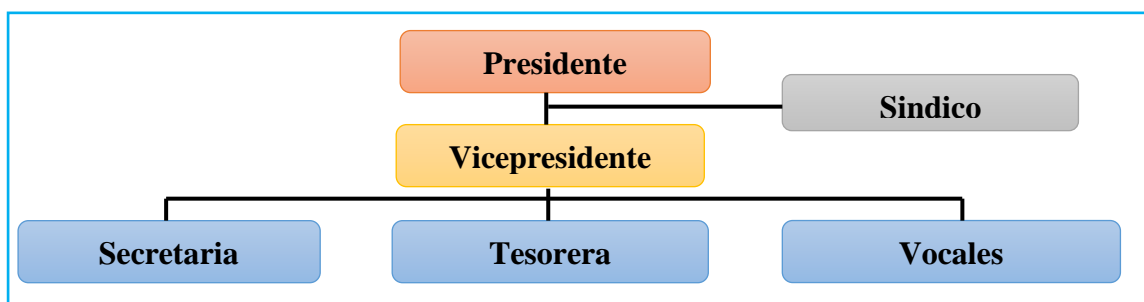 Presidente
Sindico
Vicepresidente
Secretaria
Tesorera
Vocales